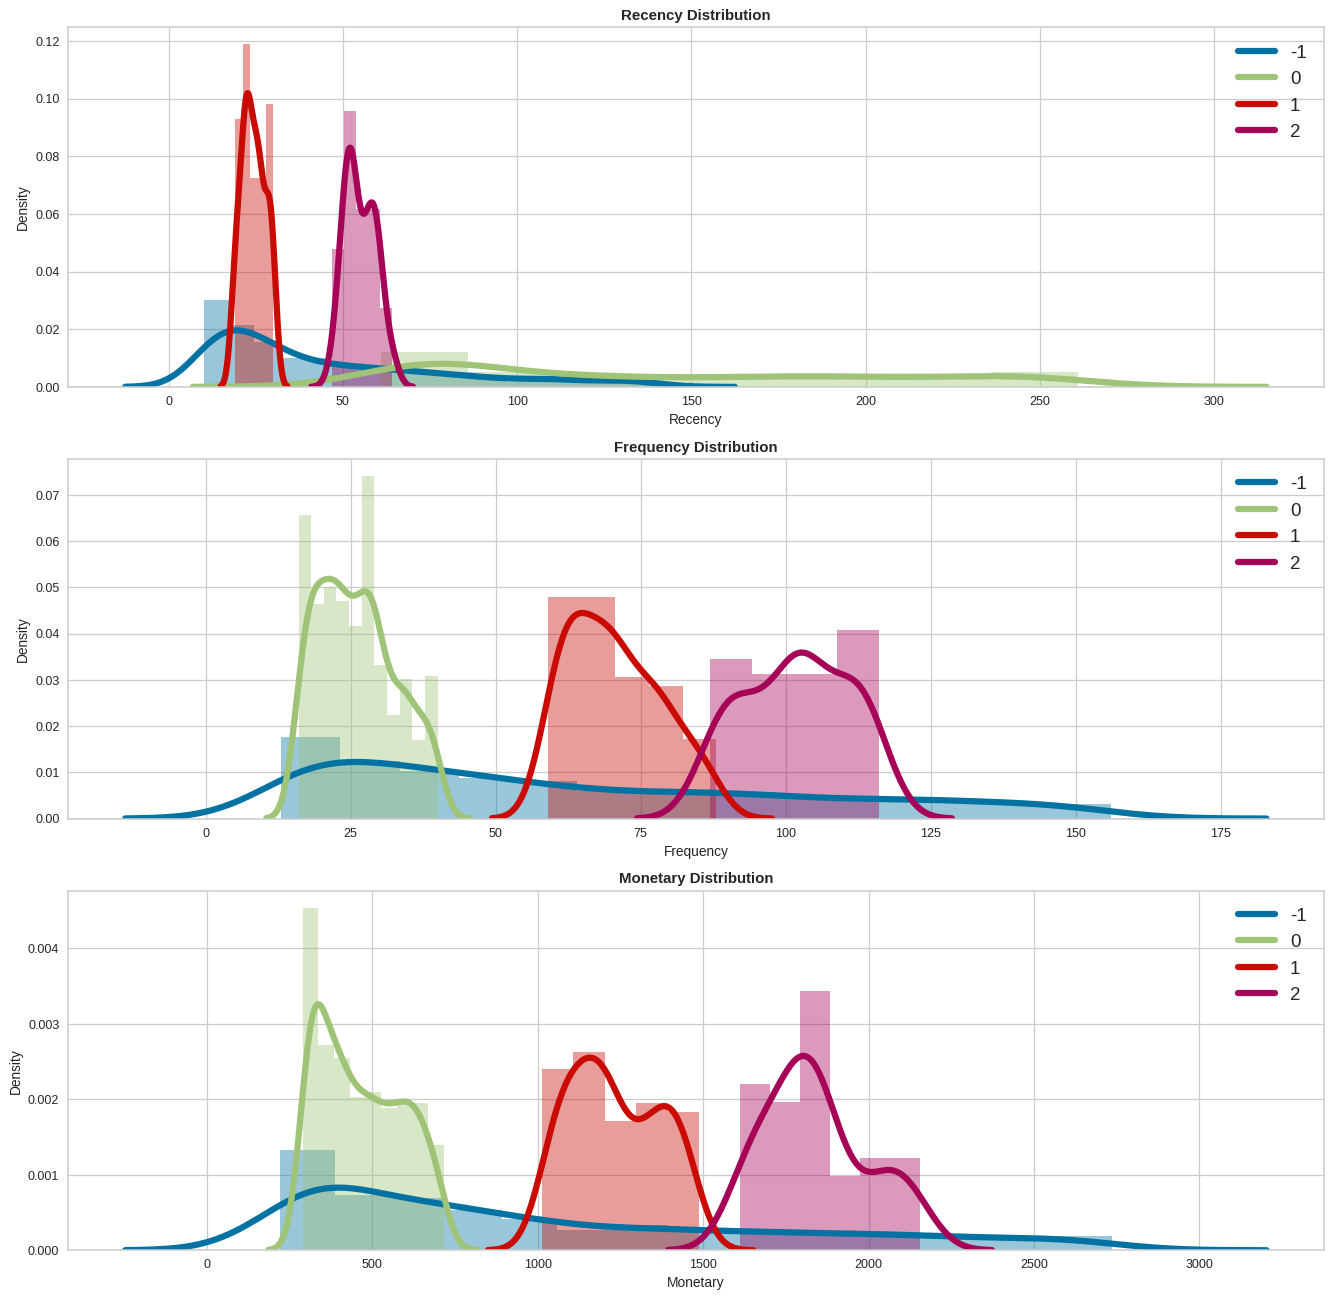 Recency Distribution
0.12
0.10
0.08
0.06
0.04
0.02
0.00
Density
-1
0
1
2
0 50 100 150 200 250 300
Recency
Frequency Distribution
0.07
0.06
0.05
0.04
0.03
0.02
0.01
0.00
Density
-1
0
1
2
0 25 50 75 100 125 150 175
Frequency
Monetary Distribution
0.004
0.003
0.002
0.001
0.000
Density
-1
0
1
2
0 500 1000 1500 2000 2500 3000
Monetary